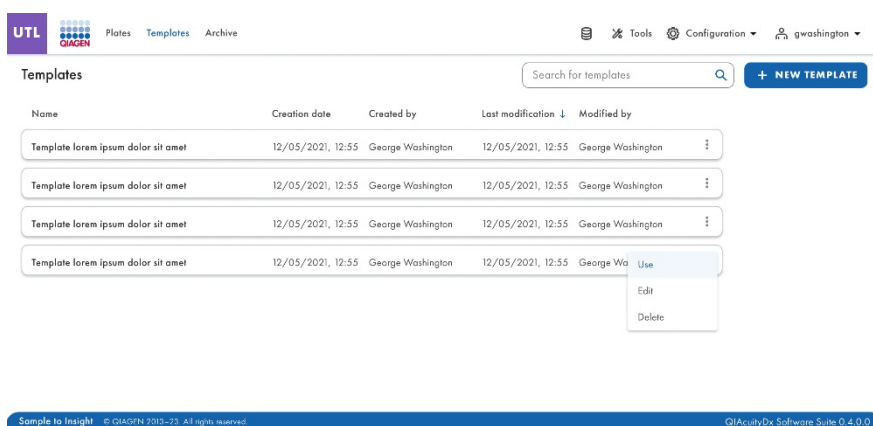 UTL QIAGEN Plates Templates Archive Tools Configuration gwashington
Templates Search for templates + NEW TEMPLATE
Name Creation date Created by Last modification ↓ Modified by
Template lorem ipsum dolor sit amet 12/05/2021, 12:55 George Washington 12/05/2021, 12:55 George Washington
Template lorem ipsum dolor sit amet 12/05/2021, 12:55 George Washington 12/05/2021, 12:55 George Washington
Template lorem ipsum dolor sit amet 12/05/2021, 12:55 George Washington 12/05/2021, 12:55 George Washington
Template lorem ipsum dolor sit amet 12/05/2021, 12:55 George Washington 12/05/2021, 12:55 George Wa
Use
Edit
Delete
Sample to Insight © QIAGEN 2013–23. All rights reserved. QIAcuityDx Software Suite 0.4.0.0